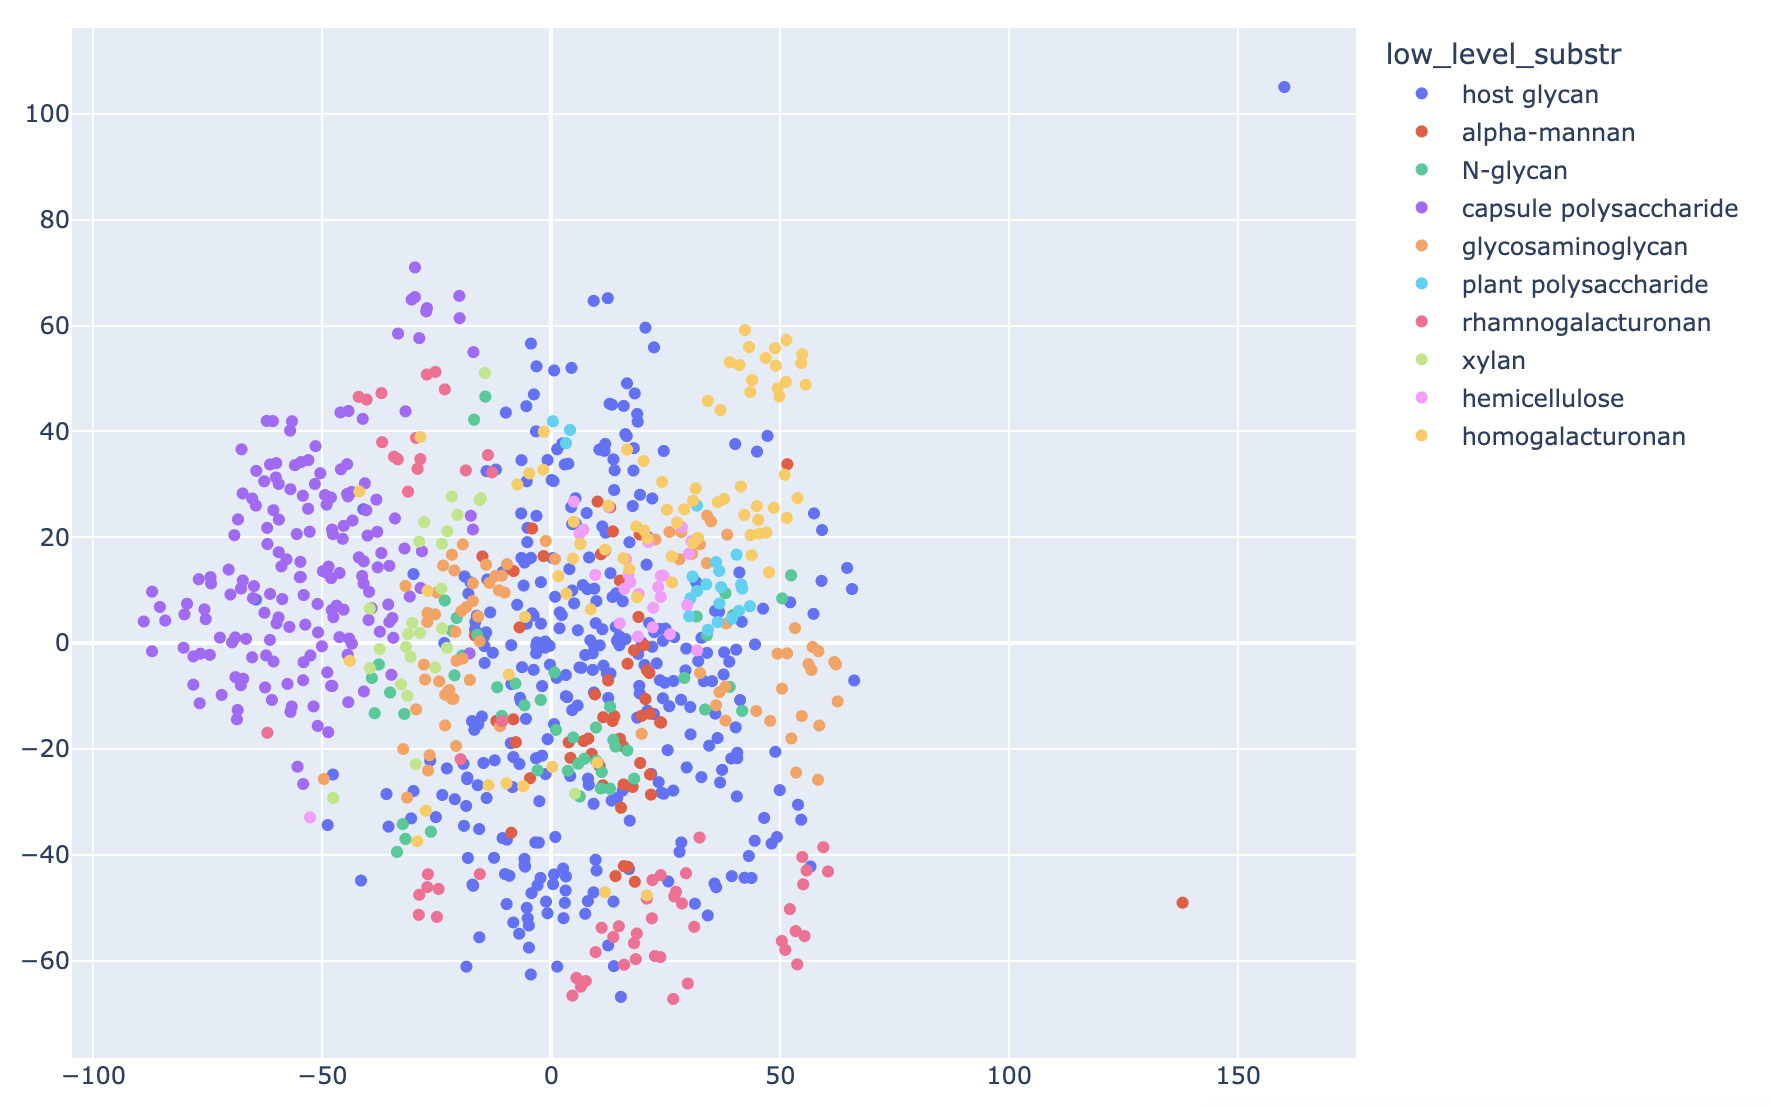 low_level_substr
host glycan
alpha-mannan
N-glycan
capsule polysaccharide
glycosaminoglycan
plant polysaccharide
rhamnogalacturonan
xylan
hemicellulose
homogalacturonan
100
80
60
40
20
0
−20
−40
−60
−100 −50 0 50 100 150